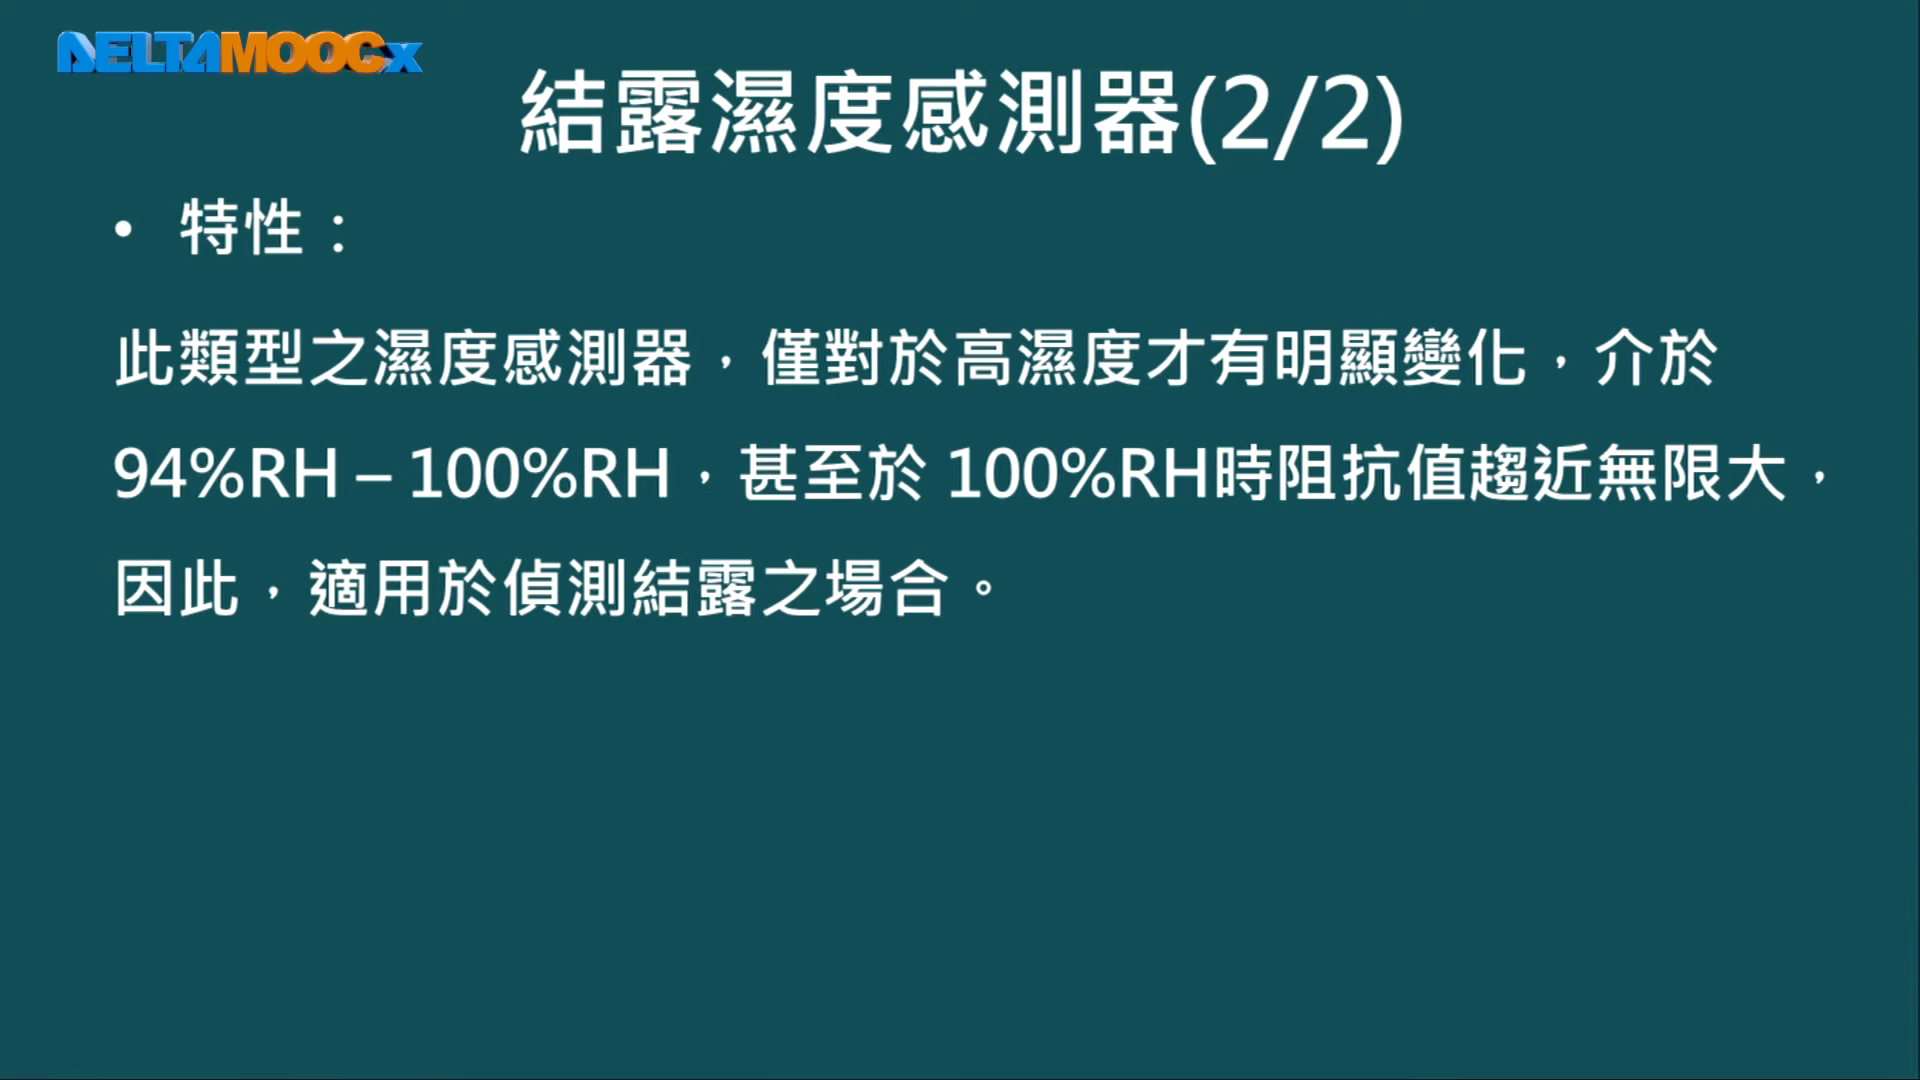 DELTAMOOCx
結露濕度感測器(2/2)
• 特性：
此類型之濕度感測器，僅對於高濕度才有明顯變化，介於
94%RH – 100%RH，甚至於 100%RH時阻抗值趨近無限大，
因此，適用於偵測結露之場合。